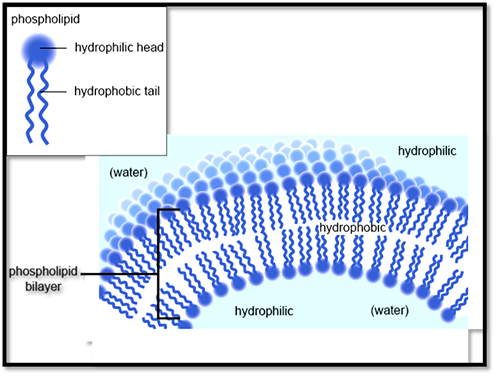 phospholipid
hydrophilic head
hydrophobic tail
hydrophilic
(water)
hydrophobic
phospholipid
bilayer
hydrophilic
(water)